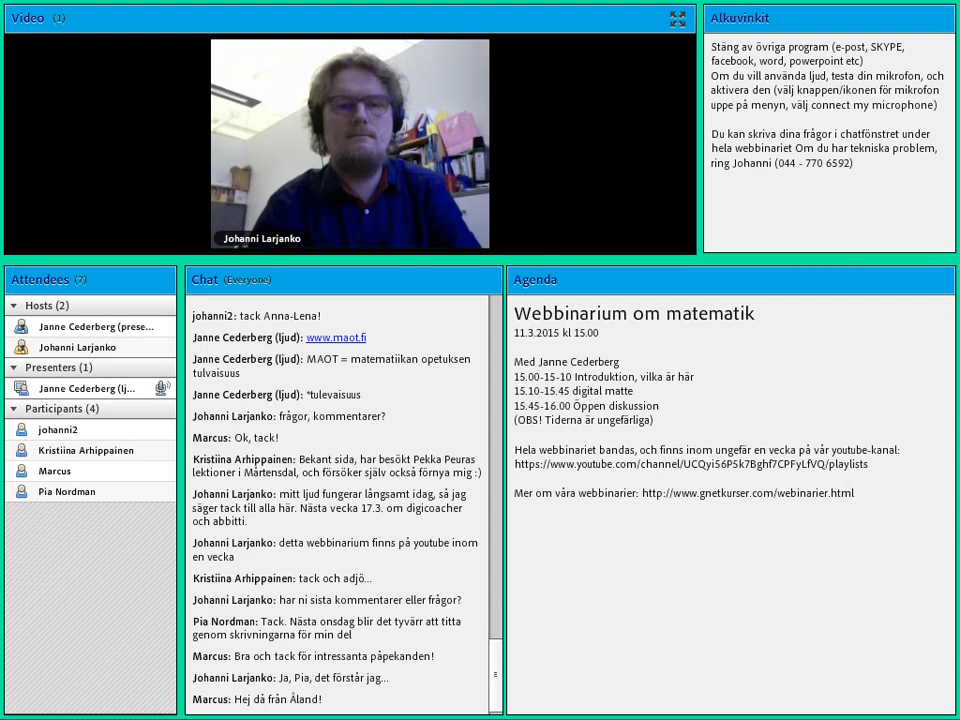 Video (1)
Johanni Larjanko
Alkuvinkit
Stäng av övriga program (e-post, SKYPE,
facebook, word, powerpoint etc)
Om du vill använda ljud, testa din mikrofon, och
aktivera den (välj knappen/ikonen för mikrofon
uppe på menyn, välj connect my microphone)
Du kan skriva dina frågor i chatfönstret under
hela webbinariet Om du har tekniska problem,
ring Johanni (044 - 770 6592)
Attendees (7)
Hosts (2)
Janne Cederberg (prese...
Johanni Larjanko
Presenters (1)
Janne Cederberg (lj...
Participants (4)
johanni2
Kristiina Arhippainen
Marcus
Pia Nordman
Chat (Everyone)
johanni2: tack Anna-Lena!
Janne Cederberg (ljud): www.maot.fi
Janne Cederberg (ljud): MAOT = matematiikan opetuksen
tulvaisuus
Janne Cederberg (ljud): *tulevaisuus
Johanni Larjanko: frågor, kommentarer?
Marcus: Ok, tack!
Kristiina Arhippainen: Bekant sida, har besökt Pekka Peuras
lektioner i Mårtensdal, och försöker själv också förnya mig :)
Johanni Larjanko: mitt ljud fungerar långsamt idag, så jag
säger tack till alla här. Nästa vecka 17.3. om digicoacher
och abbitti.
Johanni Larjanko: detta webbinarium finns på youtube inom
en vecka
Kristiina Arhippainen: tack och adjö...
Johanni Larjanko: har ni sista kommentarer eller frågor?
Pia Nordman: Tack. Nästa onsdag blir det tyvärr att titta
genom skrivningarna för min del
Marcus: Bra och tack för intressanta påpekanden!
Johanni Larjanko: Ja, Pia, det förstår jag...
Marcus: Hej då från Åland!
Agenda
Webbinarium om matematik
11.3.2015 kl 15.00
Med Janne Cederberg
15.00-15-10 Introduktion, vilka är här
15.10-15.45 digital matte
15.45-16.00 Öppen diskussion
(OBS! Tiderna är ungefärliga)
Hela webbinariet bandas, och finns inom ungefär en vecka på vår youtube-kanal:
https://www.youtube.com/channel/UCQyi56P5k7Bghf7CPFyLfVQ/playlists
Mer om våra webbinarier: http://www.gnetkurser.com/webinarier.html